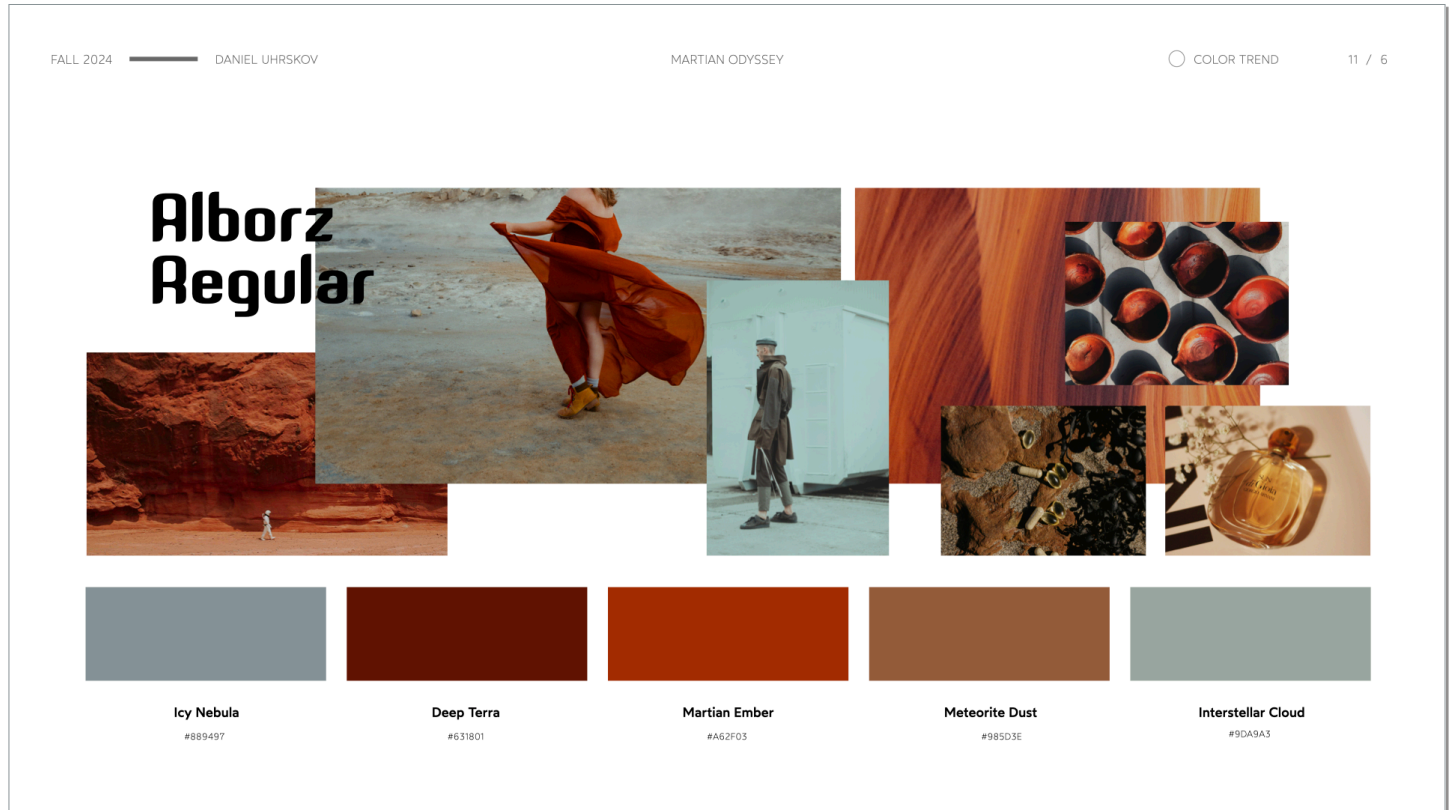 FALL 2024
DANIEL UHRSKOV
MARTIAN ODYSSEY
COLOR TREND
11 / 6
Alborz
Regular
Icy Nebula
#889497
Deep Terra
#631801
Martian Ember
#A62F03
Meteorite Dust
#985D3E
Interstellar Cloud
#9DA9A3